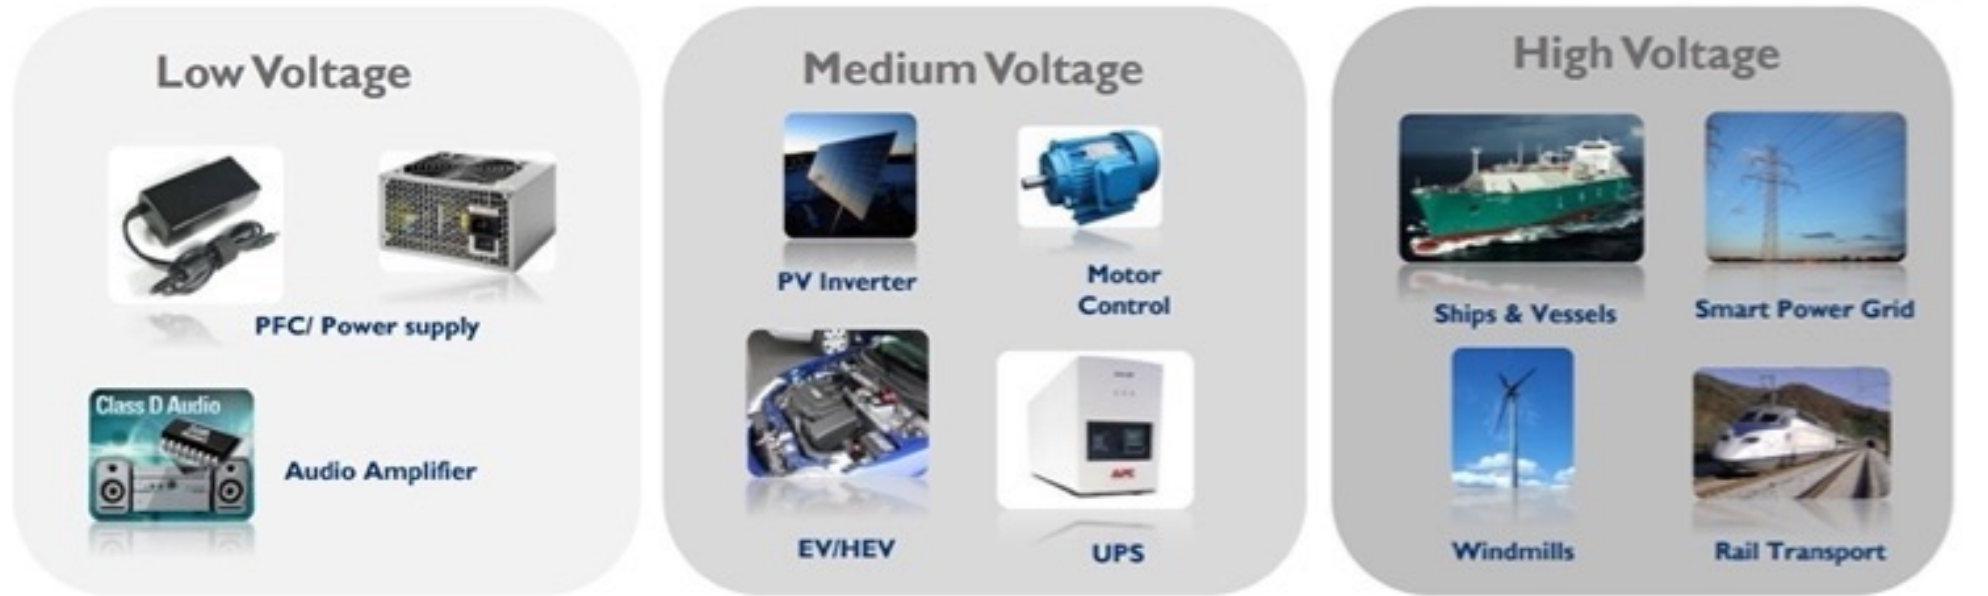 Low Voltage
PFC/ Power supply
Class D Audio
Audio Amplifier
Medium Voltage
PV Inverter
Motor
Control
EV/HEV
APC
UPS
High Voltage
Ships & Vessels
Smart Power Grid
Windmills
Rail Transport